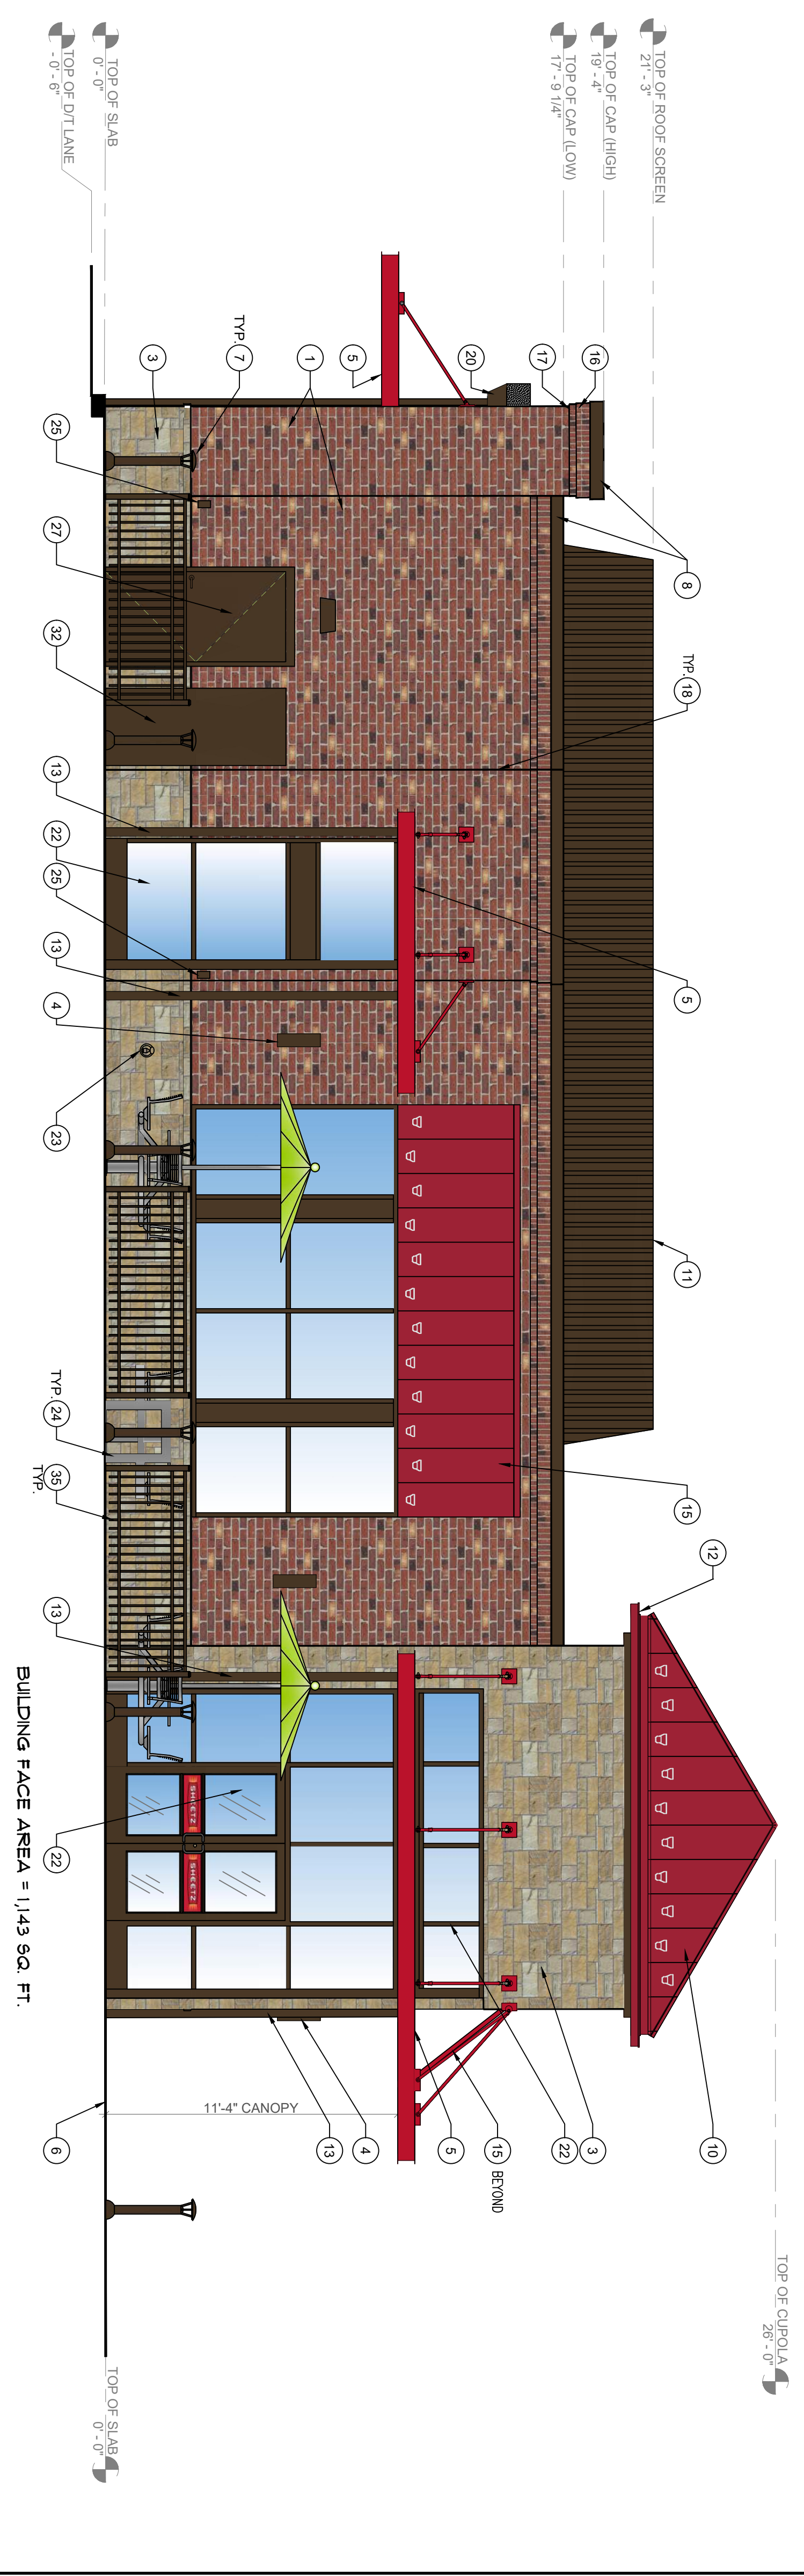 TOP OF ROOF SCREEN
21' - 3"
TOP OF CAP (HIGH)
19' - 4"
TOP OF CAP (LOW)
17' - 9 1/4"
TOP OF SLAB
0' - 0"
TOP OF D/T LANE
- 0' - 6"
TOP OF CUPOLA
26' - 0"
TOP OF SLAB
0' - 0"
8
TYP. 18
11
15
12
10
16
17
20
5
1
TYP. 7
3
5
3
22
15 BEYOND
5
4
13
11'-4" CANOPY
SHEETZ
SHEETZ
25
27
32
13
22
25
13
4
23
TYP. 24
35
TYP.
13
22
6
BUILDING FACE AREA = 1,143 SQ. FT.